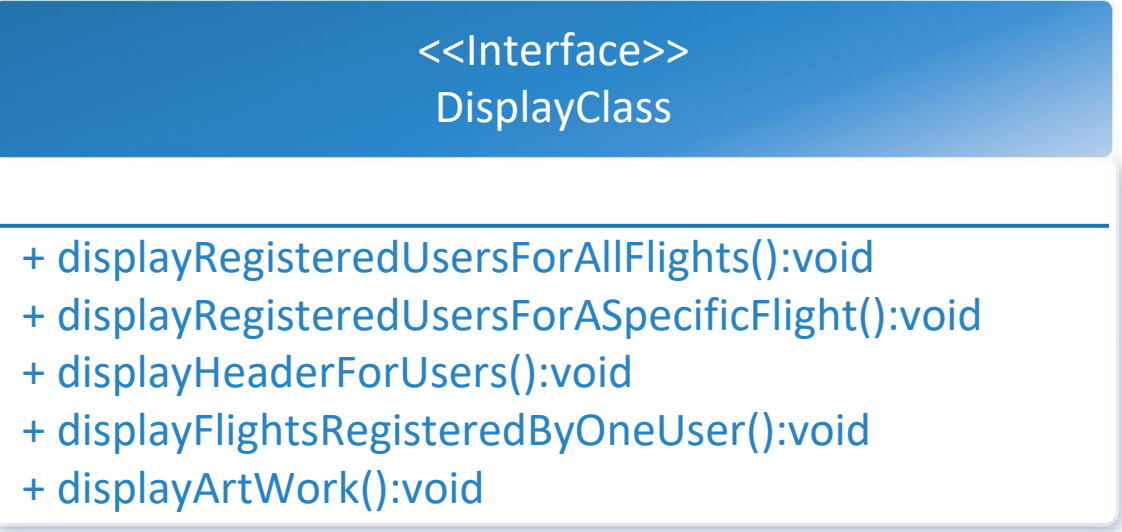 <<Interface>>
DisplayClass
+ displayRegisteredUsersForAllFlights():void
+ displayRegisteredUsersForASpecificFlight():void
+ displayHeaderForUsers():void
+ displayFlightsRegisteredByOneUser():void
+ displayArtWork():void